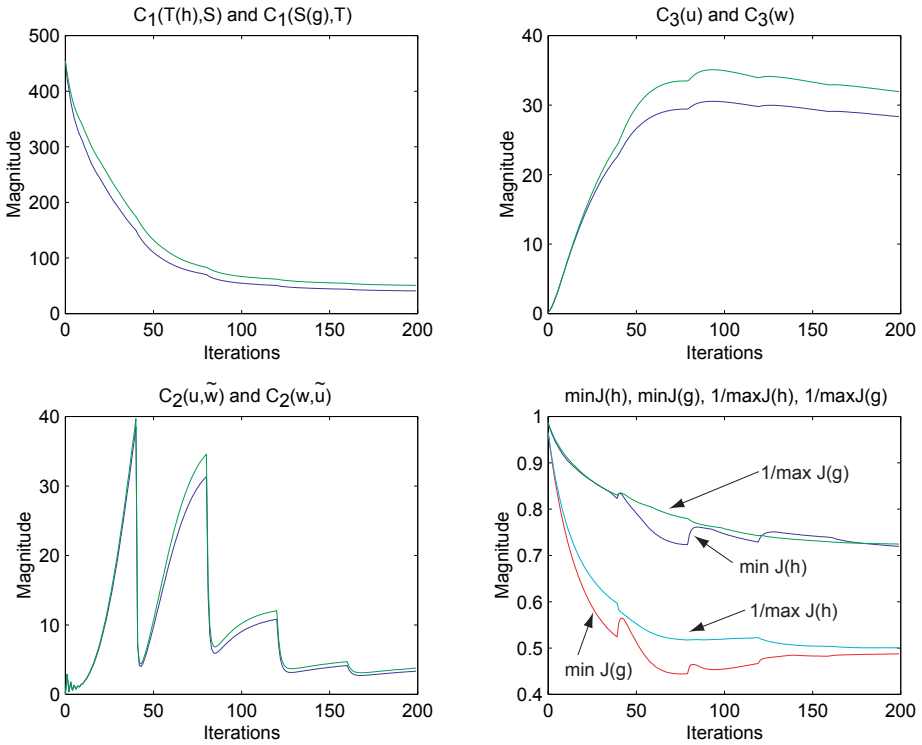 C1(T(h),S) and C1(S(g),T)
500
400
300
200
100
0
Magnitude
0 50 100 150 200
Iterations
C3(u) and C3(w)
40
30
20
10
0
Magnitude
0 50 100 150 200
Iterations
C2(u,w̃) and C2(w,ũ)
40
30
20
10
0
Magnitude
0 50 100 150 200
Iterations
minJ(h), minJ(g), 1/maxJ(h), 1/maxJ(g)
1
0.9
0.8
0.7
0.6
0.5
0.4
Magnitude
1/max J(g)
min J(h)
1/max J(h)
min J(g)
0 50 100 150 200
Iterations